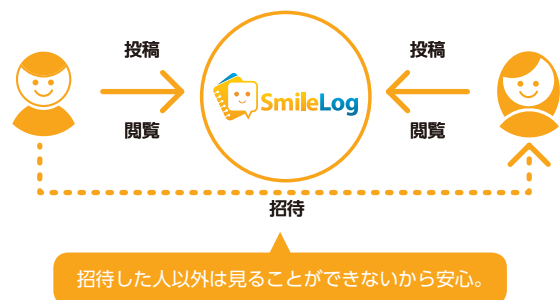 投稿
投稿
SmileLog
閲覧
閲覧
招待
招待した人以外は見ることができないから安心。